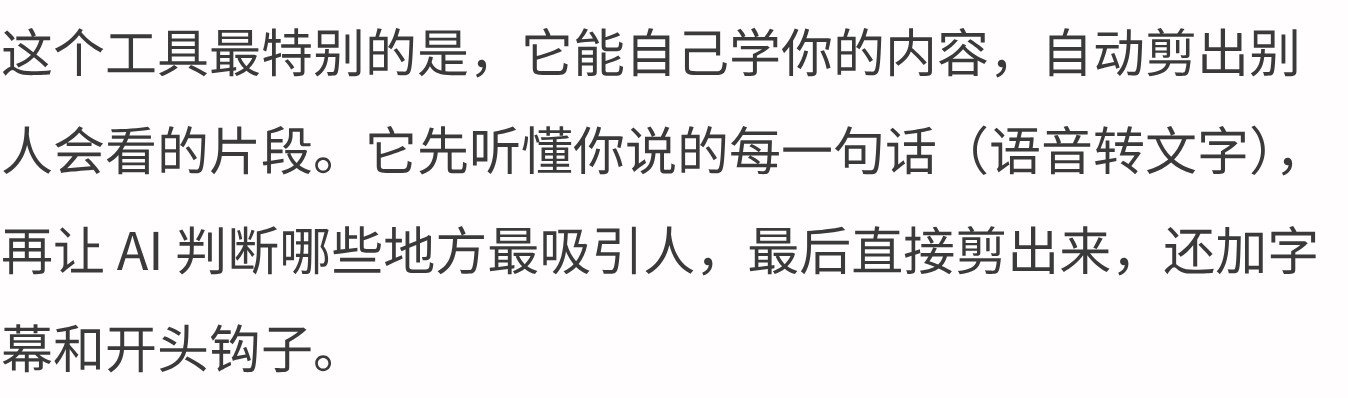 这个工具最特别的是，它能自己学你的内容，自动剪出别
人会看的片段。它先听懂你说的每一句话（语音转文字），
再让 AI 判断哪些地方最吸引人，最后直接剪出来，还加字
幕和开头钩子。